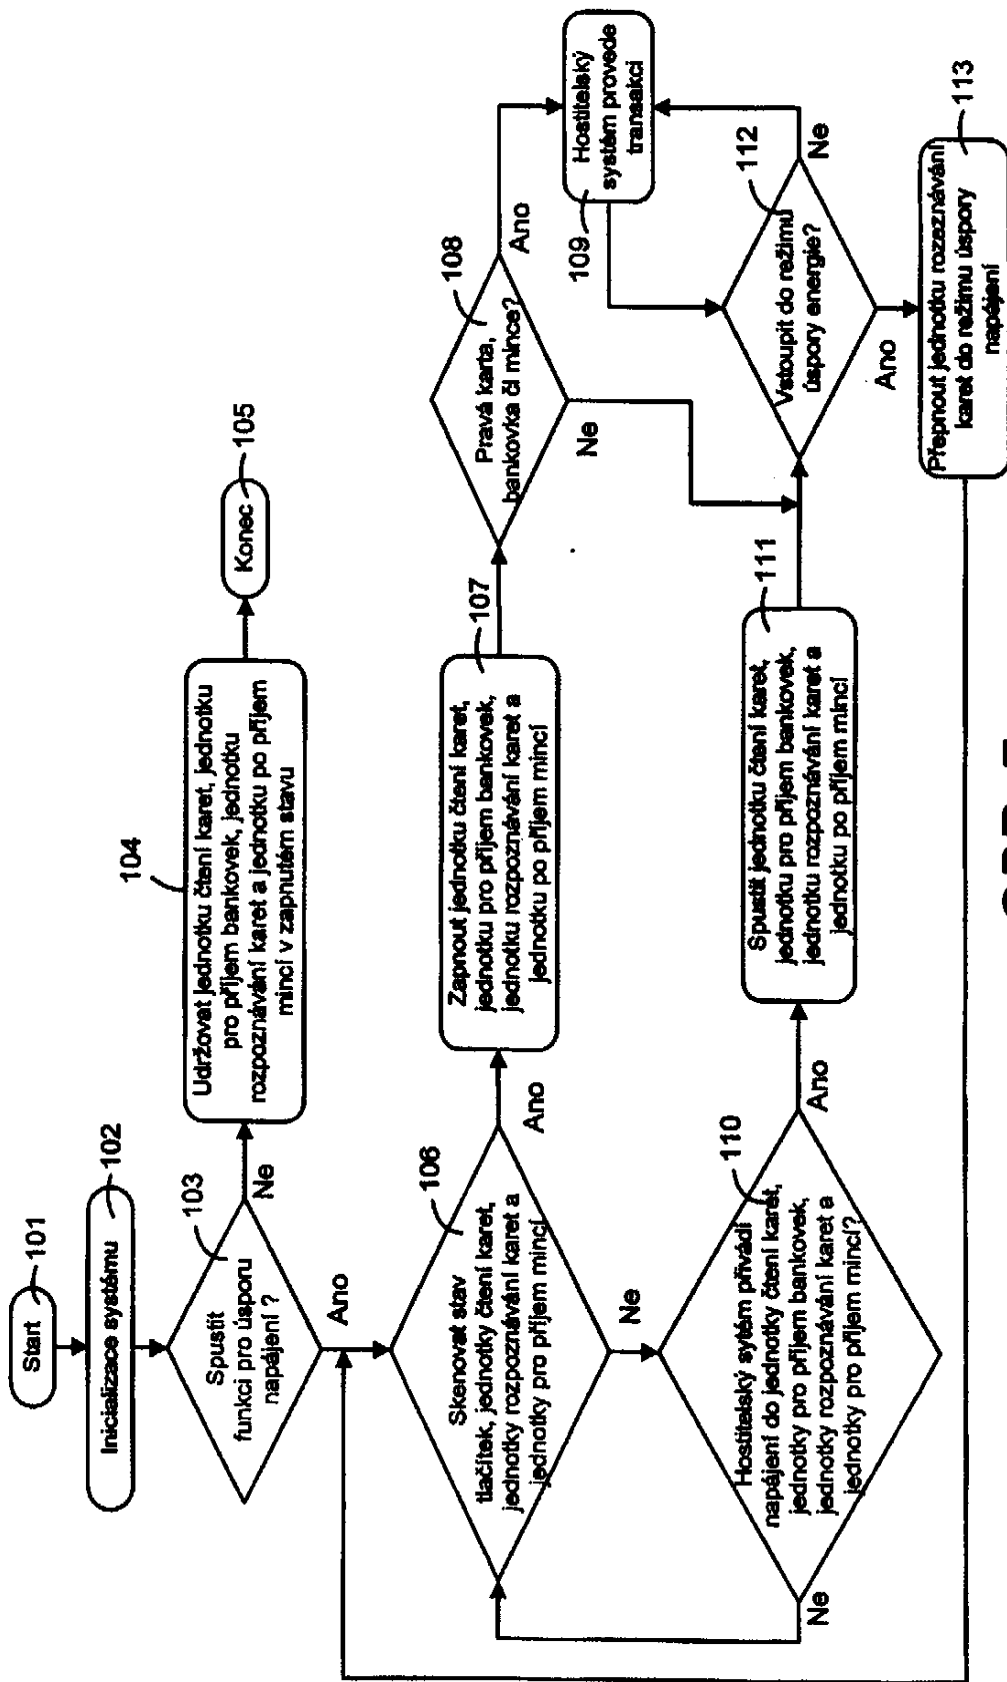 Start
101
Inicializace systému
102
Spustit
funkci pro úsporu
napájení ?
103
Ne
Ano
Udržovat jednotku čtení karet, jednotku
pro příjem bankovek, jednotku
rozpoznávání karet a jednotku po příjem
mincí v zapnutém stavu
104
Konec
105
Skenovat stav
tlačítek, jednotky čtení karet,
jednotky rozpoznávání karet a
jednotky pro příjem mincí
106
Ano
Ne
Zapnout jednotku čtení karet,
jednotku pro příjem bankovek,
jednotku rozpoznávání karet a
jednotku po příjem mincí
107
Pravá karta,
bankovka či mince?
108
Ano
Ne
Hostitelský
systém provede
transakci
109
Hostitelský sytém přivádí
napájení do jednotky čtení karet,
jednotky pro příjem bankovek,
jednotky rozpoznávání karet a
jednotky pro příjem mincí?
110
Ano
Ne
Spustit jednotku čtení karet,
jednotku pro příjem bankovek,
jednotku rozpoznávání karet a
jednotku po příjem mincí
111
Vstoupit do režimu
úspory energie?
112
Ne
Ano
Přepnout jednotku rozeznávání
karet do režimu úspory
napájení
113